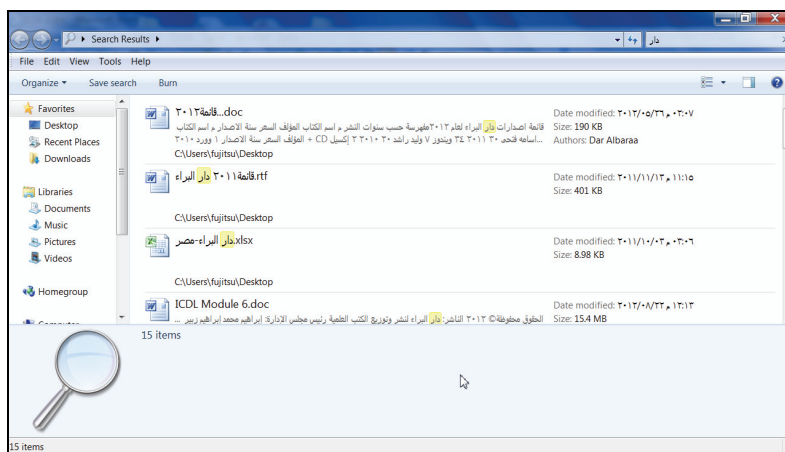 Search Results
دار
File Edit View Tools Help
Organize Save search Burn
Favorites
Desktop
Recent Places
Downloads
Libraries
Documents
Music
Pictures
Videos
Homegroup
قائمة٢٠١٢...doc
قائمة اصدارات دار البراء لعام ٢٠١٢مفهرسة حسب سنوات النشر م اسم الكتاب المؤلف السعر سنة الاصدار م اسم الكتاب
...اسامه فتحى ٣٠ ٢٠١١ ٣٤ ويندوز ٧ وليد راشد ٣٠ ٢٠١٠ ٢ إكسيل CD + المؤلف السعر سنة الاصدار ١ وورد ٢٠١٠
C:\Users\fujitsu\Desktop
Date modified: ٢٠١٢/٠٥/٢٦ م ٠٣:٠٧
Size: 190 KB
Authors: Dar Albaraa
قائمة٢٠١١ دار البراء.rtf
C:\Users\fujitsu\Desktop
Date modified: ٢٠١١/١١/١٣ م ١١:١٥
Size: 401 KB
دار البراء-مصر.xlsx
C:\Users\fujitsu\Desktop
Date modified: ٢٠١١/١٠/٠٣ م ٠٣:٠٦
Size: 8.98 KB
ICDL Module 6.doc
الحقوق محفوظة© ٢٠١٢ الناشر: دار البراء لنشر وتوزيع الكتب العلمية رئيس مجلس الإدارة: إبراهيم محمد إبراهيم زبير ...
Date modified: ٢٠١٢/٠٨/٢٢ م ١٢:١٣
Size: 15.4 MB
15 items
15 items